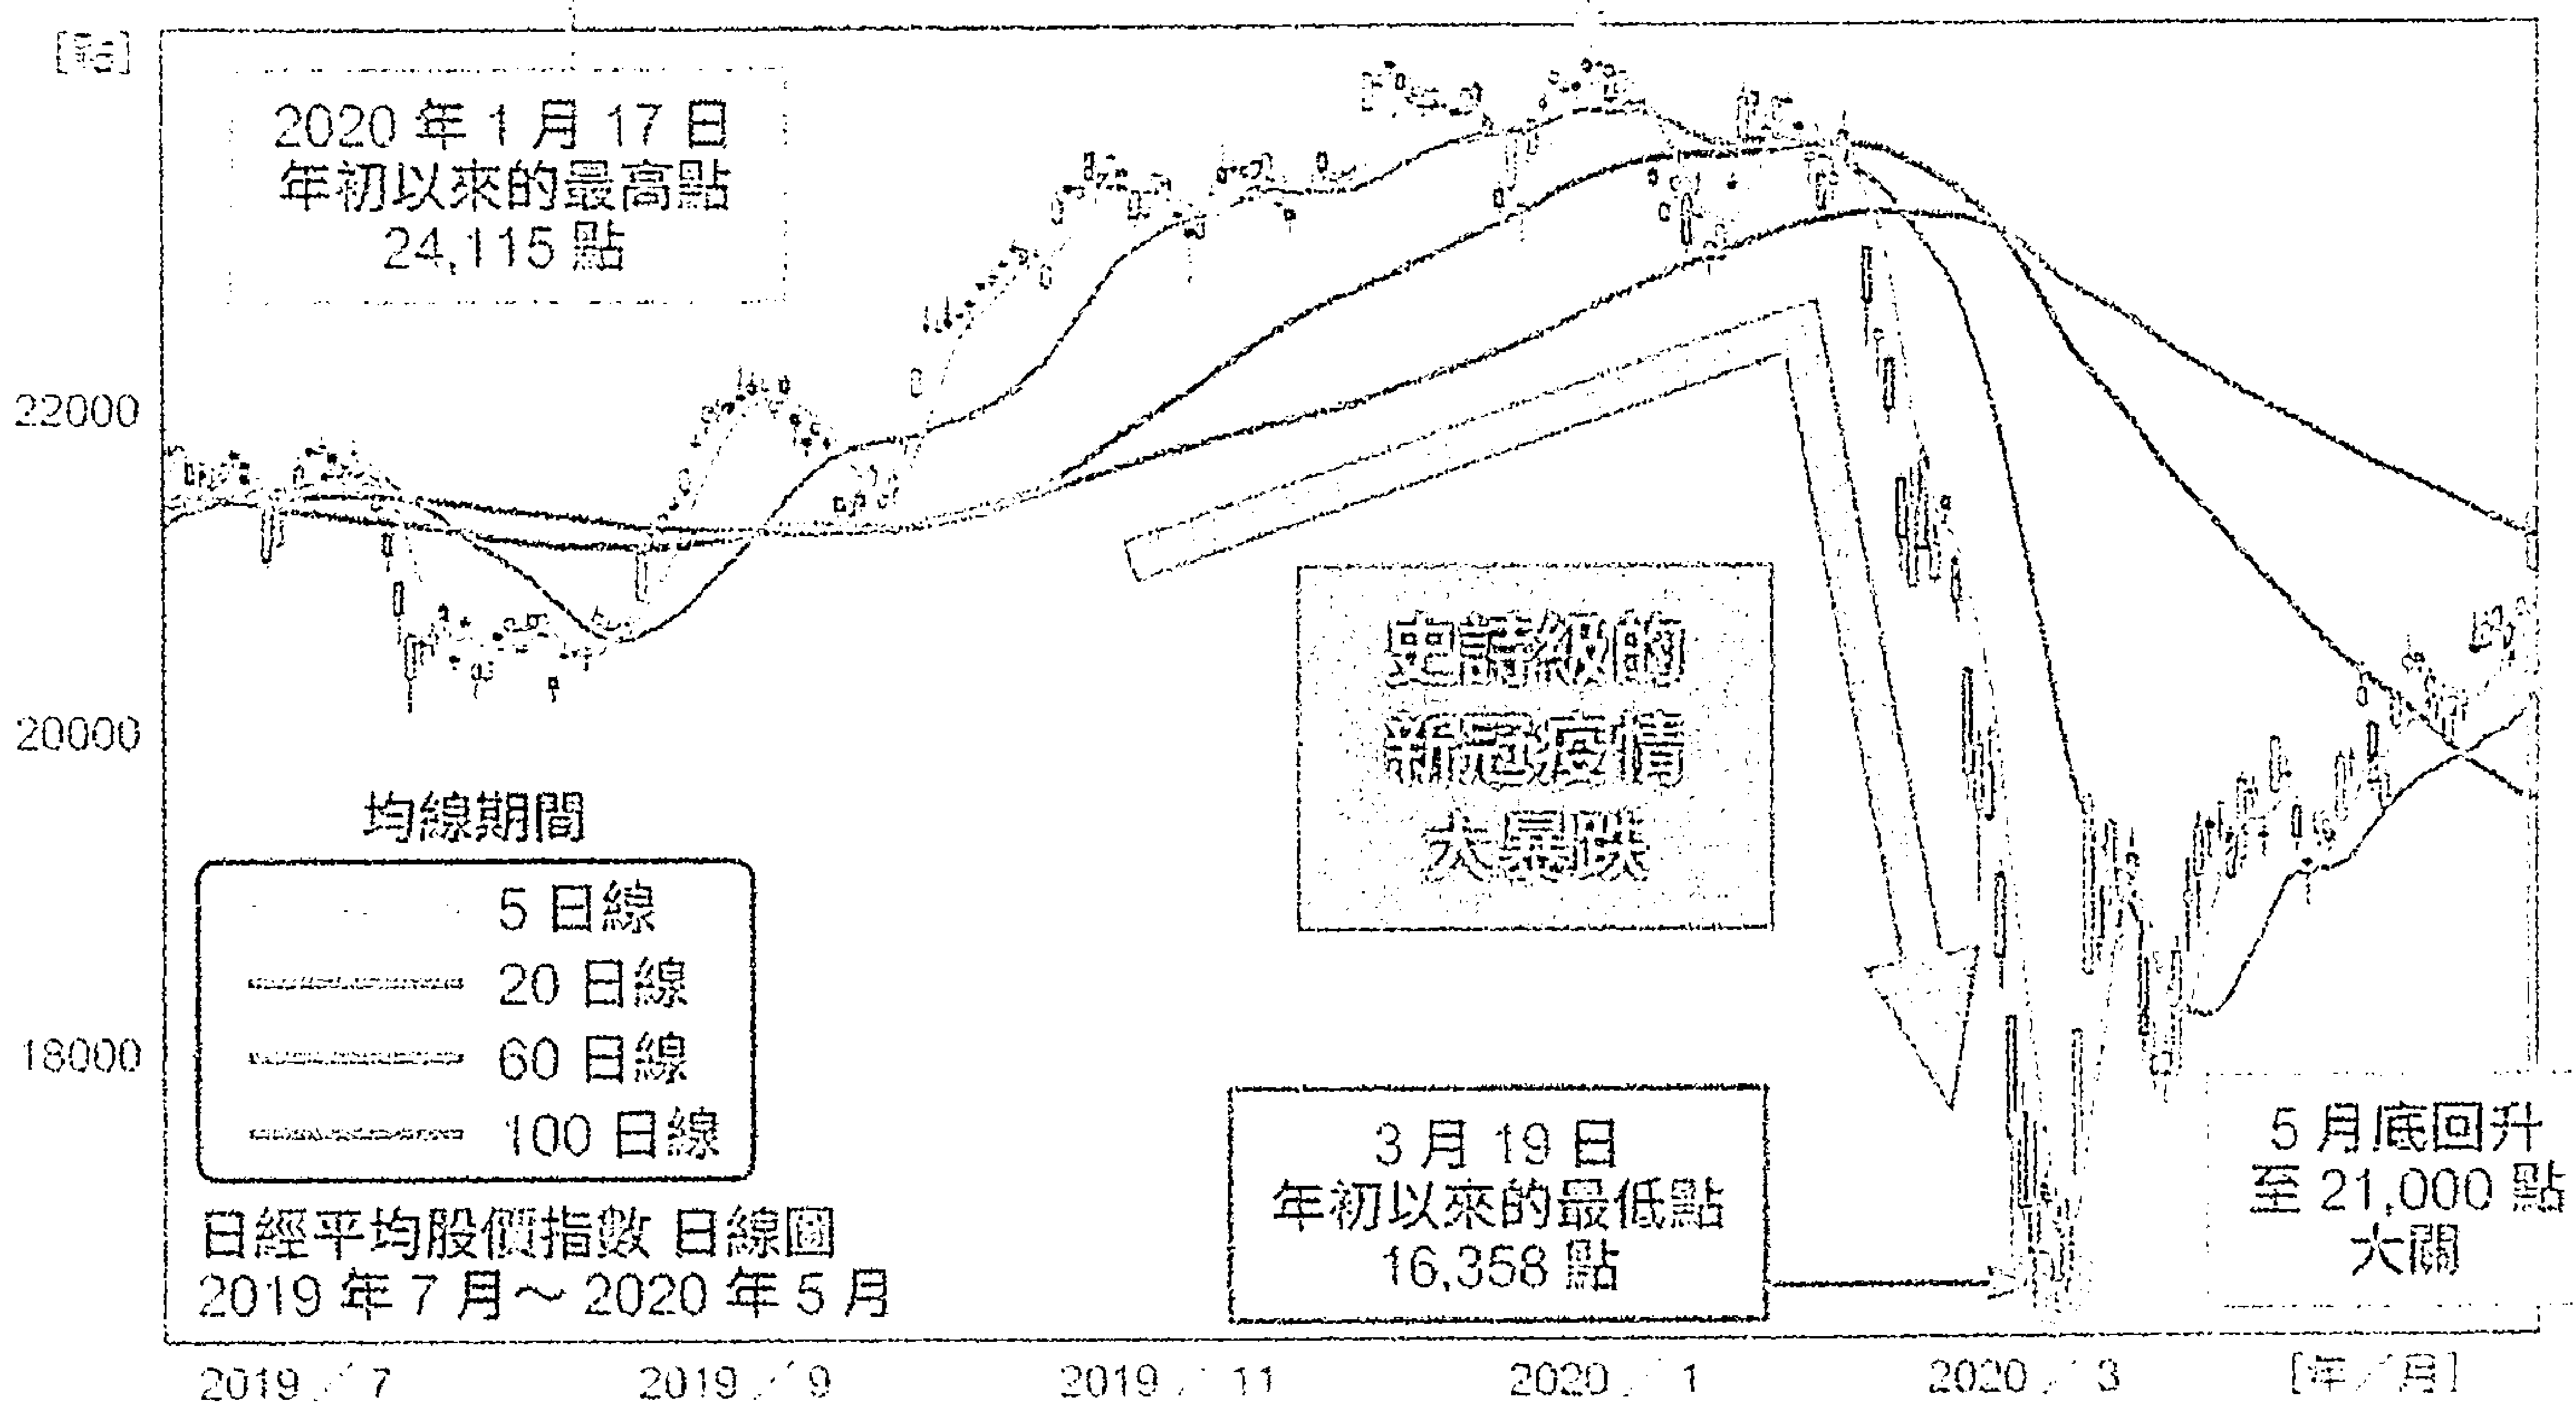 [點]
2020 年 1 月 17 日
年初以來的最高點
24,115 點
22000
20000
18000
史詩級的
新冠疫情
大暴跌
均線期間
5 日線
20 日線
60 日線
100 日線
日經平均股價指數 日線圖
2019 年 7 月～ 2020 年 5 月
3 月 19 日
年初以來的最低點
16,358 點
5 月底回升
至 21,000 點
大關
2019／7 2019／9 2019／11 2020／1 2020／3 [年／月]